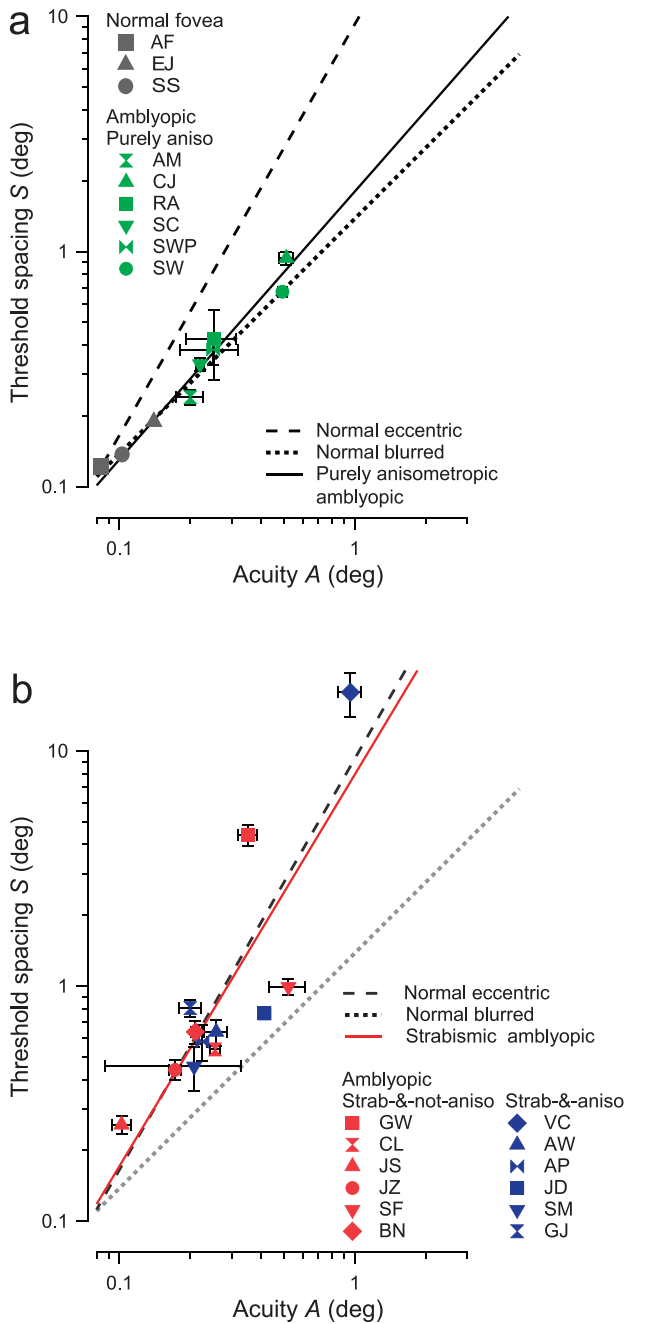 a
Normal fovea
AF
EJ
SS
Amblyopic
Purely aniso
AM
CJ
RA
SC
SWP
SW
10
1
0.1
Threshold spacing S (deg)
Normal eccentric
Normal blurred
Purely anisometropic
amblyopic
0.1
1
Acuity A (deg)
b
10
1
0.1
Threshold spacing S (deg)
Normal eccentric
Normal blurred
Strabismic amblyopic
Amblyopic
Strab-&-not-aniso
GW
CL
JS
JZ
SF
BN
Strab-&-aniso
VC
AW
AP
JD
SM
GJ
0.1
1
Acuity A (deg)